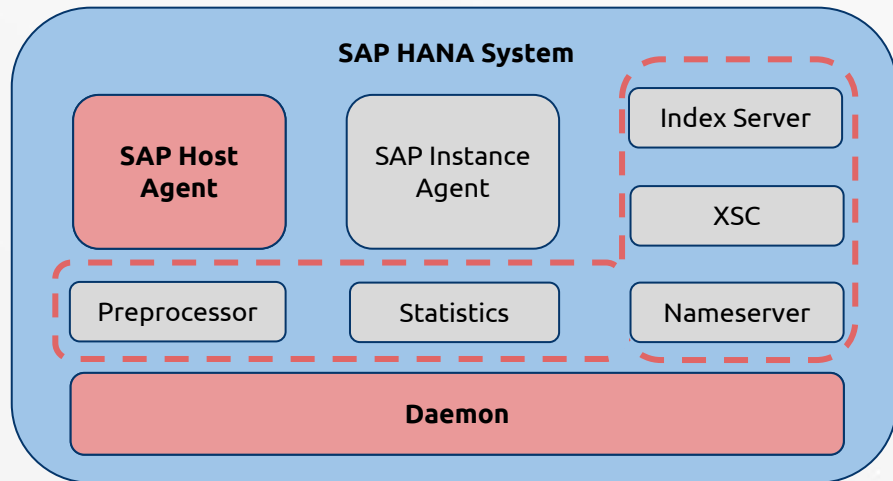 SAP HANA System
SAP Host
Agent
SAP Instance
Agent
Index Server
XSC
Preprocessor
Statistics
Nameserver
Daemon